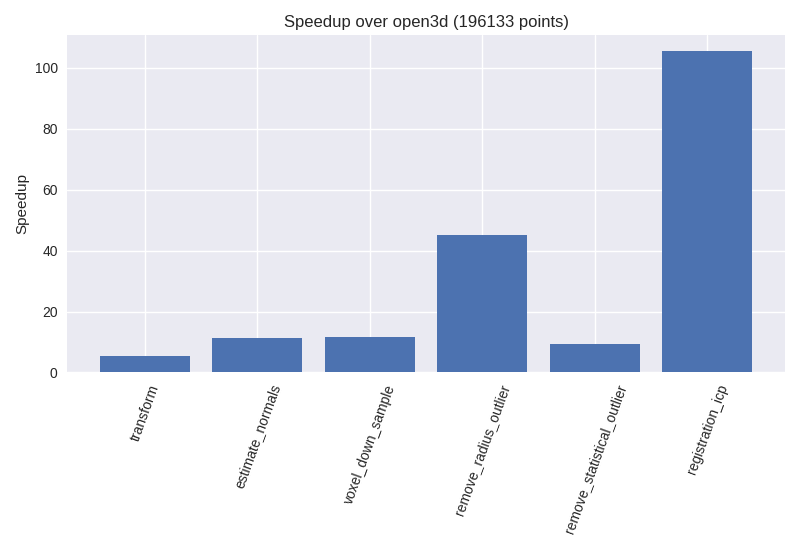 Speedup over open3d (196133 points)
Speedup
100
80
60
40
20
0
transform
estimate_normals
voxel_down_sample
remove_radius_outlier
remove_statistical_outlier
registration_icp